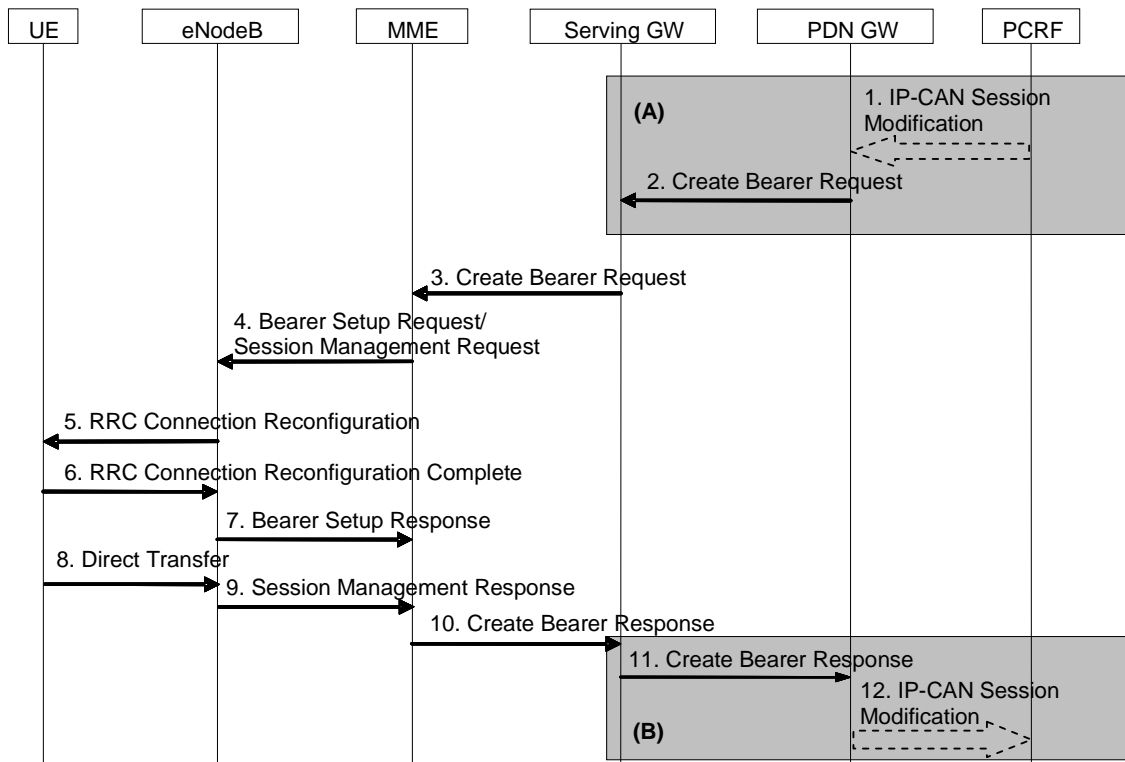 UE eNodeB MME Serving GW PDN GW PCRF
(A)
1. IP-CAN Session
Modification
2. Create Bearer Request
3. Create Bearer Request
4. Bearer Setup Request/
Session Management Request
5. RRC Connection Reconfiguration
6. RRC Connection Reconfiguration Complete
7. Bearer Setup Response
8. Direct Transfer
9. Session Management Response
10. Create Bearer Response
11. Create Bearer Response
12. IP-CAN Session
Modification
(B)